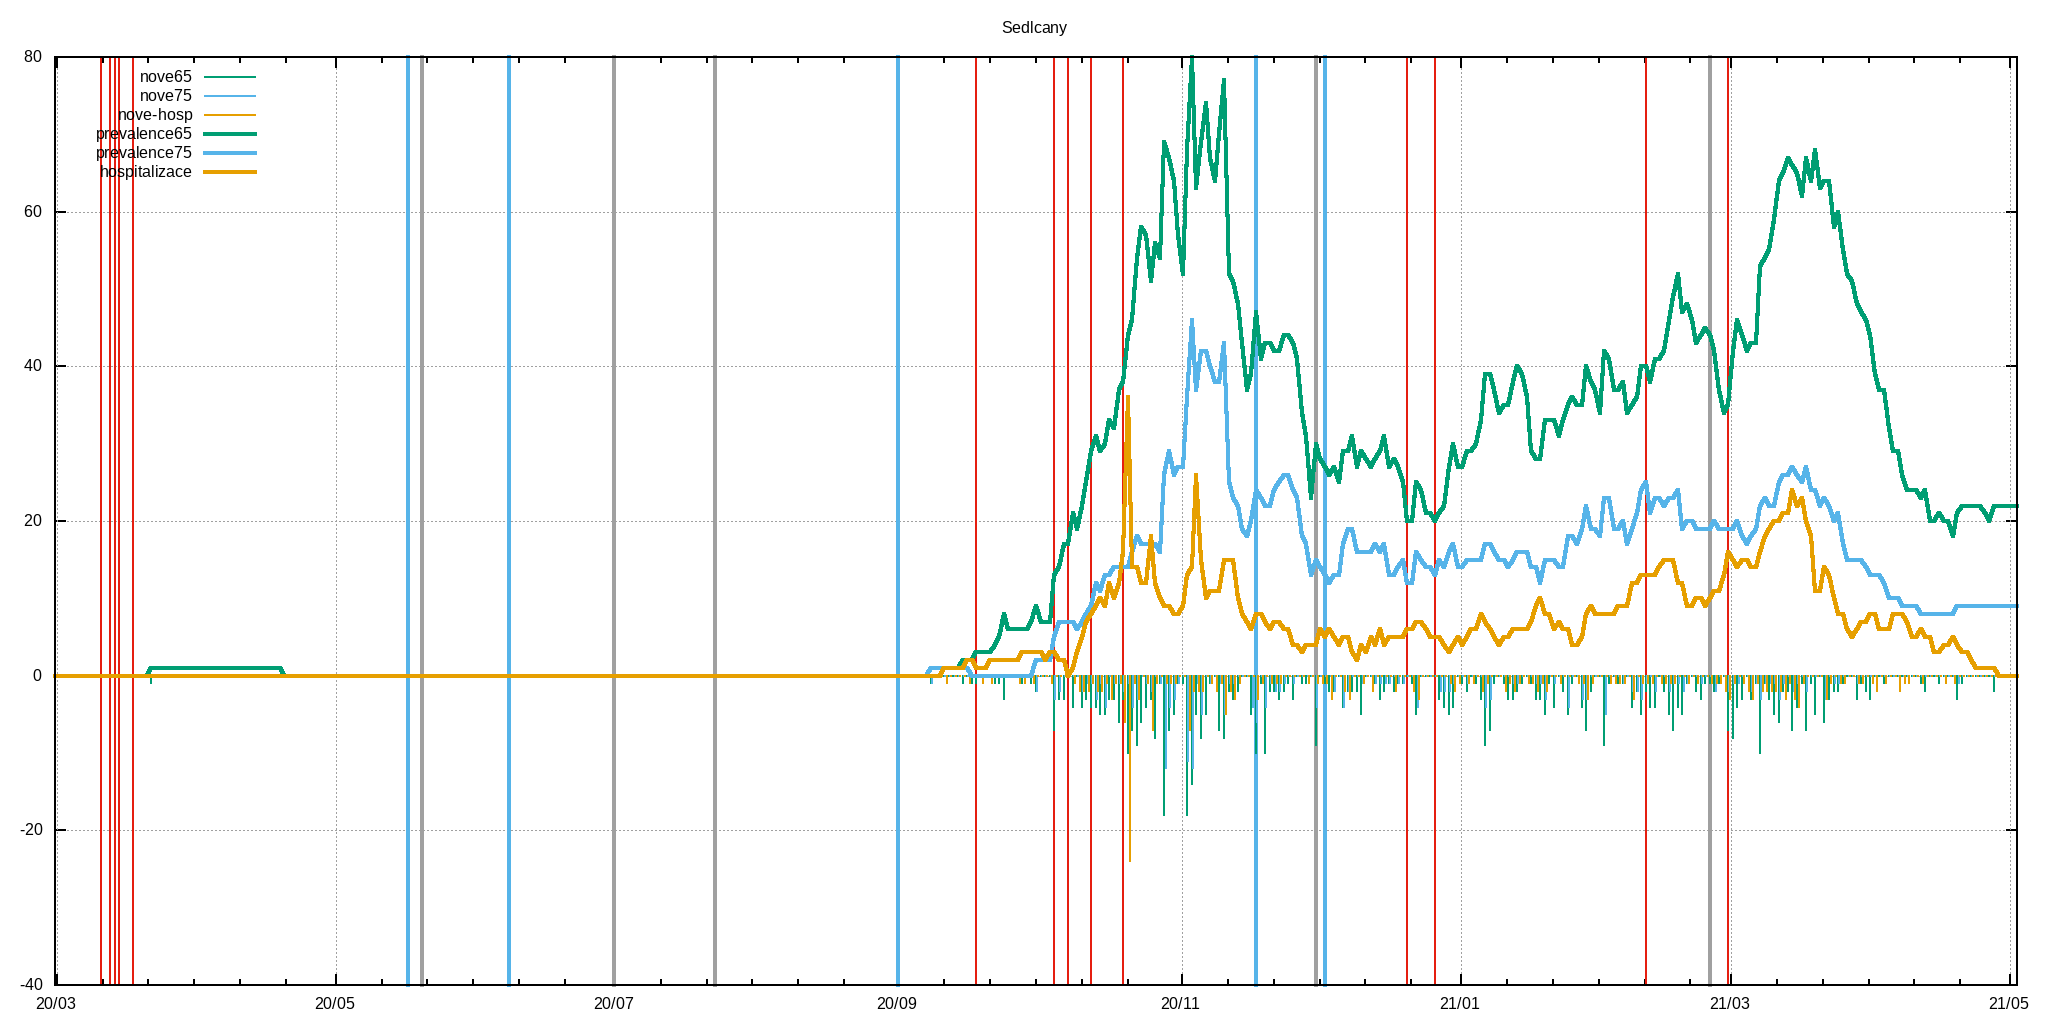 Sedlcany
80
nove65
nove75
nove-hosp
prevalence65
prevalence75
hospitalizace
60
40
20
0
-20
-40
20/03 20/05 20/07 20/09 20/11 21/01 21/03 21/05